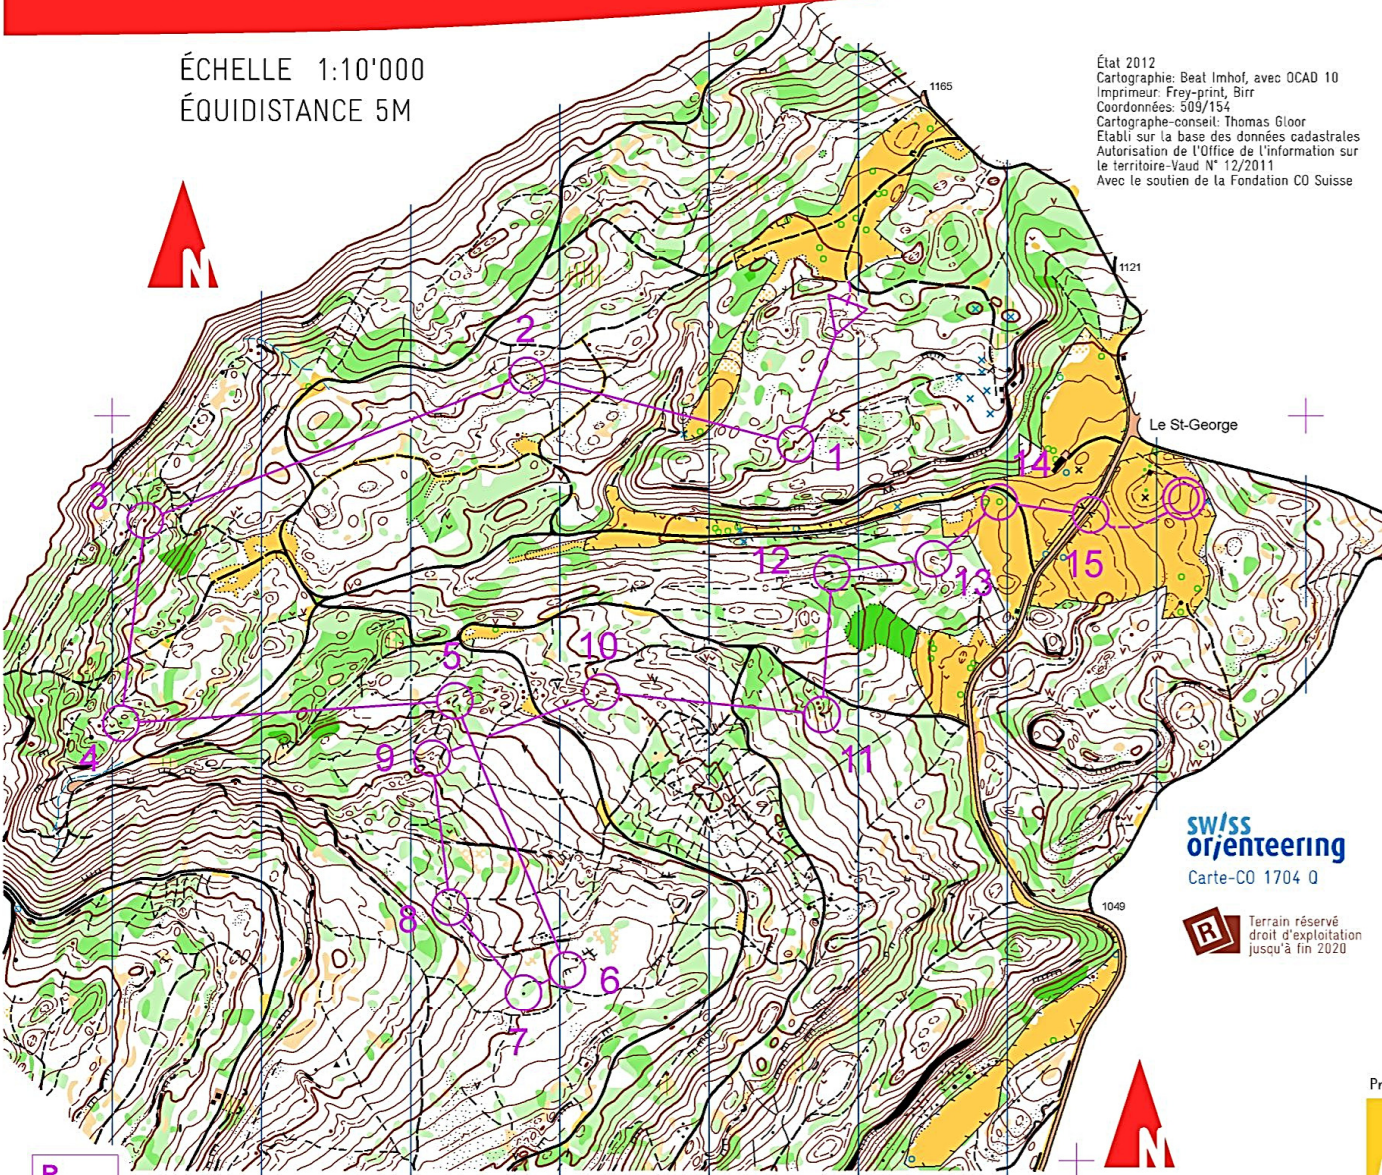 ÉCHELLE 1:10'000
ÉQUIDISTANCE 5M
État 2012
Cartographie: Beat Imhof, avec OCAD 10
Imprimeur: Frey-print, Birr
Coordonnées: 509/154
Cartographe-conseil: Thomas Gloor
Etabli sur la base des données cadastrales
Autorisation de l'Office de l'information sur
le territoire-Vaud N° 12/2011
Avec le soutien de la Fondation CO Suisse
1165
N
1121
2
Le St-George
1
14
3
12
13
15
10
5
4
9
11
swiss
orienteering
Carte-CO 1704 Q
8
1049
R
Terrain réservé
droit d'exploitation
jusqu'à fin 2020
6
7
Pr
N
B